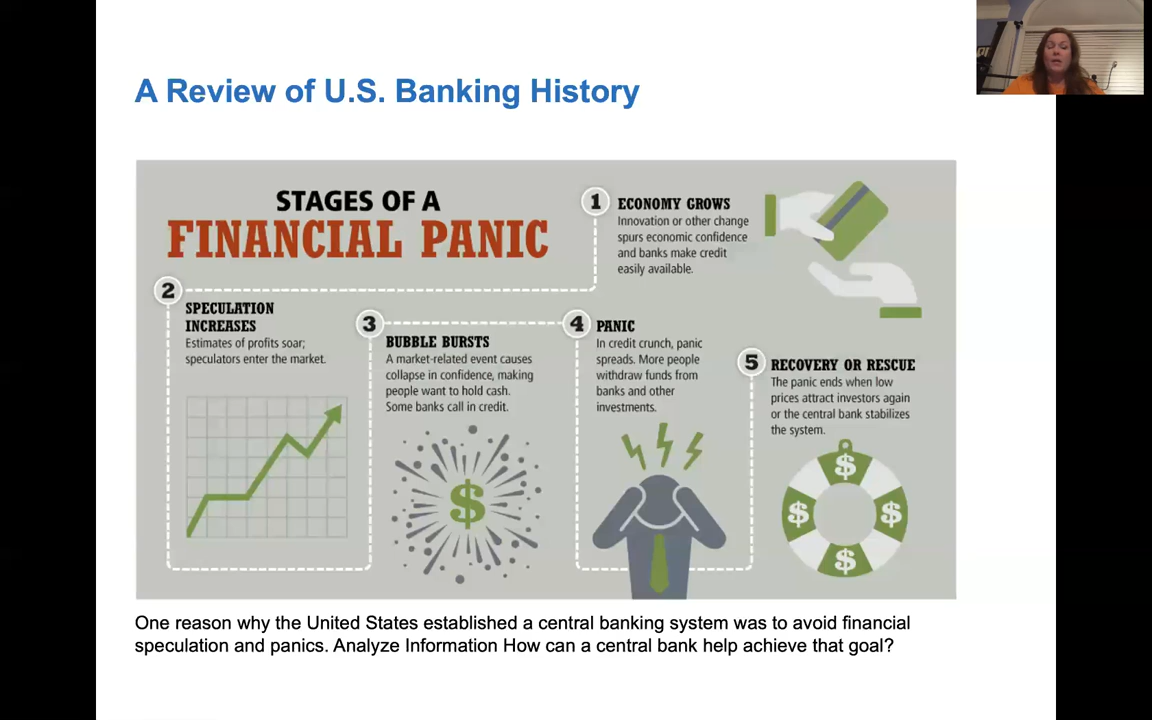 A Review of U.S. Banking History
STAGES OF A
FINANCIAL PANIC
1
ECONOMY GROWS
Innovation or other change
spurs economic confidence
and banks make credit
easily available.
2
SPECULATION
INCREASES
Estimates of profits soar;
speculators enter the market.
3
BUBBLE BURSTS
A market-related event causes
collapse in confidence, making
people want to hold cash.
Some banks call in credit.
$
4
PANIC
In credit crunch, panic
spreads. More people
withdraw funds from
banks and other
investments.
5
RECOVERY OR RESCUE
The panic ends when low
prices attract investors again
or the central bank stabilizes
the system.
$
$ $
$
One reason why the United States established a central banking system was to avoid financial
speculation and panics. Analyze Information How can a central bank help achieve that goal?